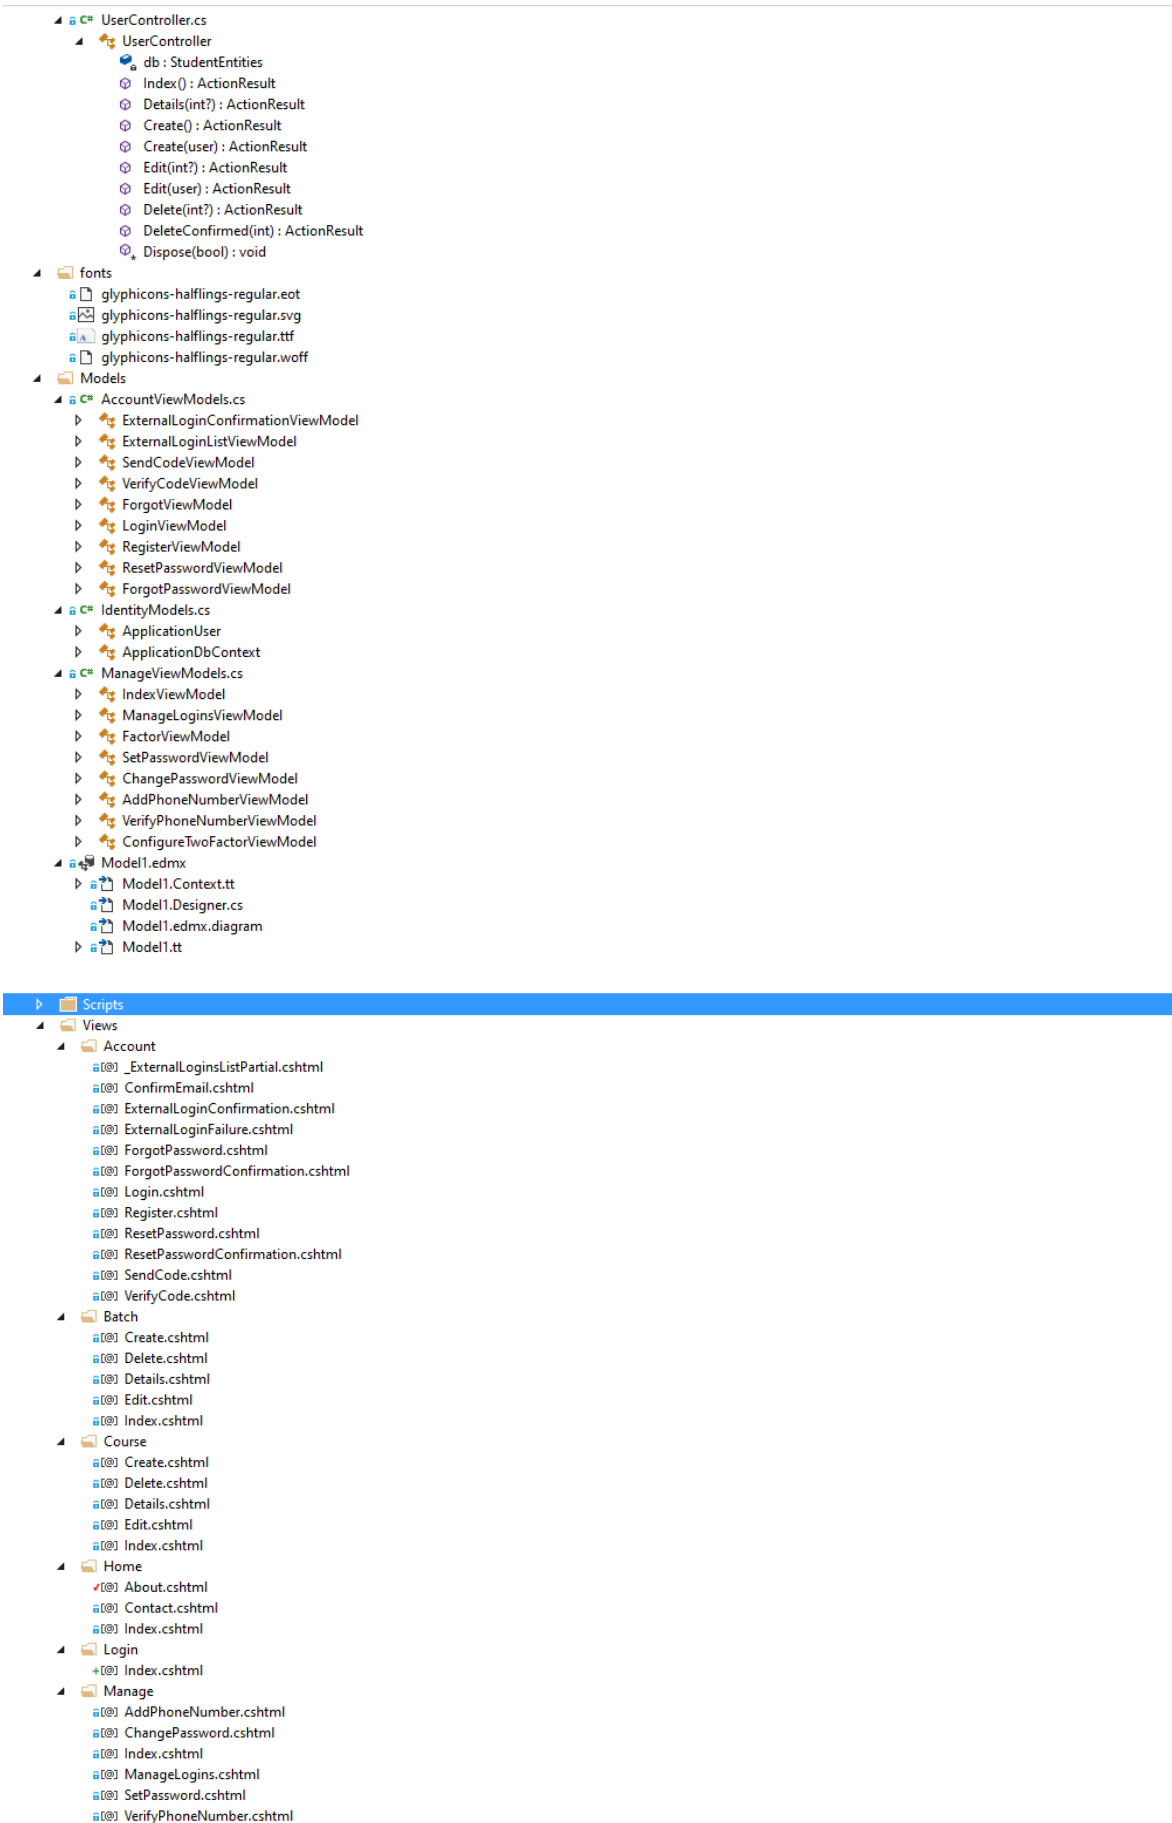 UserController.cs
UserController
db : StudentEntities
Index() : ActionResult
Details(int?) : ActionResult
Create() : ActionResult
Create(user) : ActionResult
Edit(int?) : ActionResult
Edit(user) : ActionResult
Delete(int?) : ActionResult
DeleteConfirmed(int) : ActionResult
Dispose(bool) : void
fonts
glyphicons-halflings-regular.eot
glyphicons-halflings-regular.svg
glyphicons-halflings-regular.ttf
glyphicons-halflings-regular.woff
Models
AccountViewModels.cs
ExternalLoginConfirmationViewModel
ExternalLoginListViewModel
SendCodeViewModel
VerifyCodeViewModel
ForgotViewModel
LoginViewModel
RegisterViewModel
ResetPasswordViewModel
ForgotPasswordViewModel
IdentityModels.cs
ApplicationUser
ApplicationDbContext
ManageViewModels.cs
IndexViewModel
ManageLoginsViewModel
FactorViewModel
SetPasswordViewModel
ChangePasswordViewModel
AddPhoneNumberViewModel
VerifyPhoneNumberViewModel
ConfigureTwoFactorViewModel
Model1.edmx
Model1.Context.tt
Model1.Designer.cs
Model1.edmx.diagram
Model1.tt
Scripts
Views
Account
_ExternalLoginsListPartial.cshtml
ConfirmEmail.cshtml
ExternalLoginConfirmation.cshtml
ExternalLoginFailure.cshtml
ForgotPassword.cshtml
ForgotPasswordConfirmation.cshtml
Login.cshtml
Register.cshtml
ResetPassword.cshtml
ResetPasswordConfirmation.cshtml
SendCode.cshtml
VerifyCode.cshtml
Batch
Create.cshtml
Delete.cshtml
Details.cshtml
Edit.cshtml
Index.cshtml
Course
Create.cshtml
Delete.cshtml
Details.cshtml
Edit.cshtml
Index.cshtml
Home
About.cshtml
Contact.cshtml
Index.cshtml
Login
Index.cshtml
Manage
AddPhoneNumber.cshtml
ChangePassword.cshtml
Index.cshtml
ManageLogins.cshtml
SetPassword.cshtml
VerifyPhoneNumber.cshtml